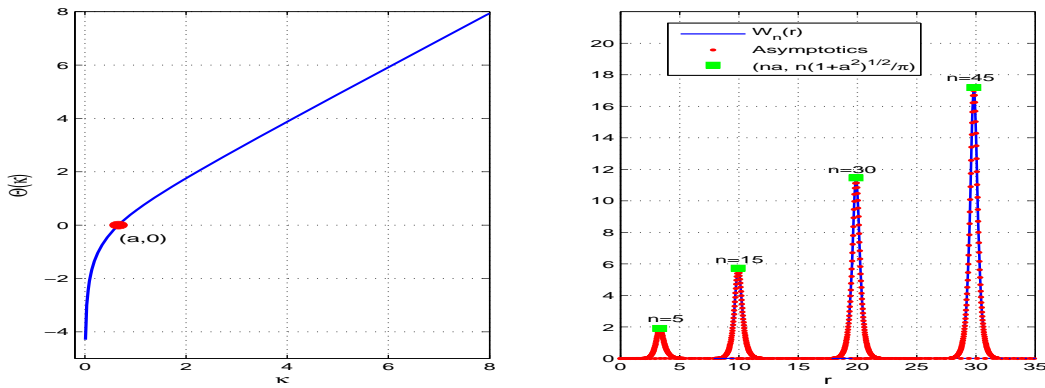 8
6
4
2
0
−2
−4
0
2
4
6
8
κ
Θ(κ)
(a,0)
W_n(r)
Asymptotics
(na, n(1+a²)^{1/2}/π)
n=5
n=15
n=30
n=45
20
18
16
14
12
10
8
6
4
2
0
0
5
10
15
20
25
30
35
r